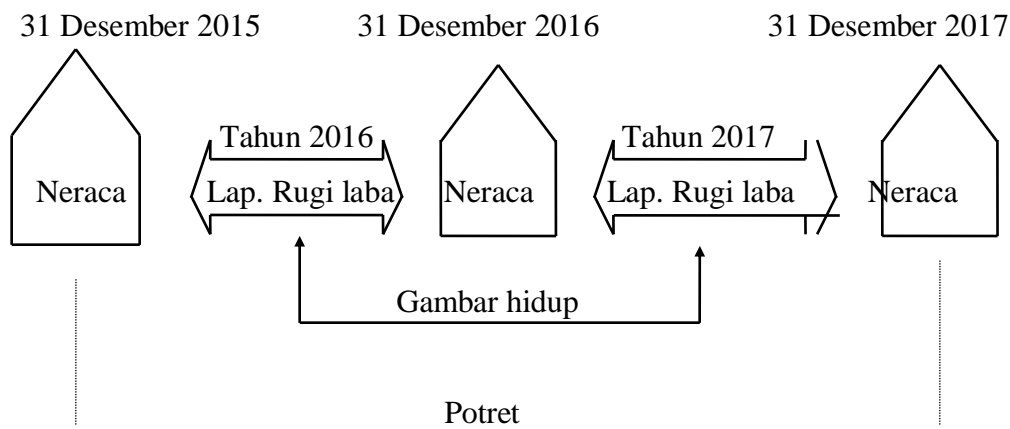 31 Desember 2015 31 Desember 2016 31 Desember 2017
Tahun 2016 Tahun 2017
Neraca Lap. Rugi laba Neraca Lap. Rugi laba Neraca
Gambar hidup
Potret